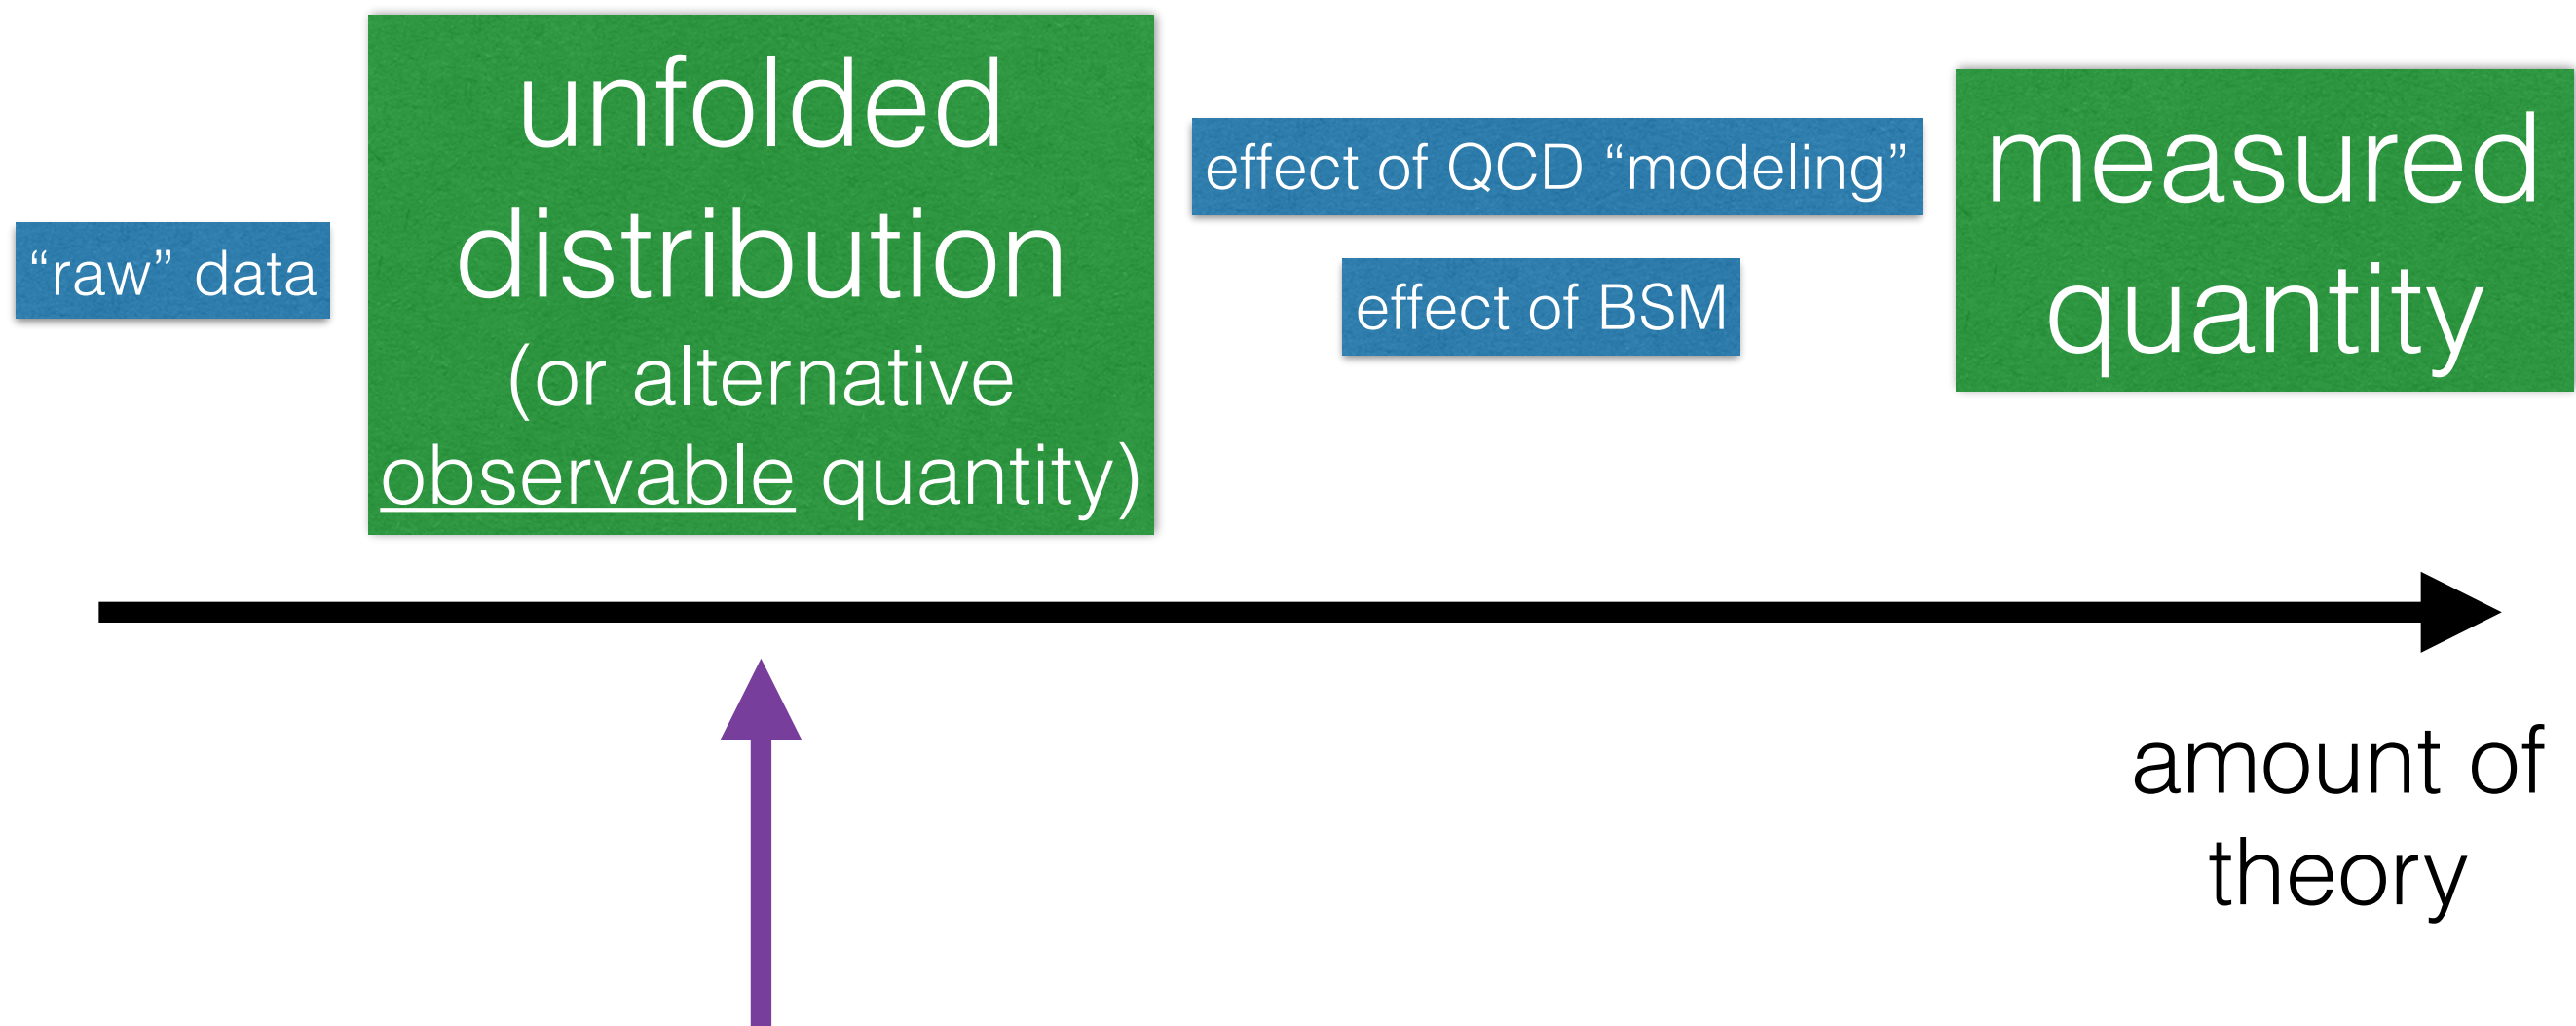 “raw” data
unfolded
distribution
(or alternative
observable quantity)
effect of QCD “modeling”
effect of BSM
measured
quantity
amount of
theory